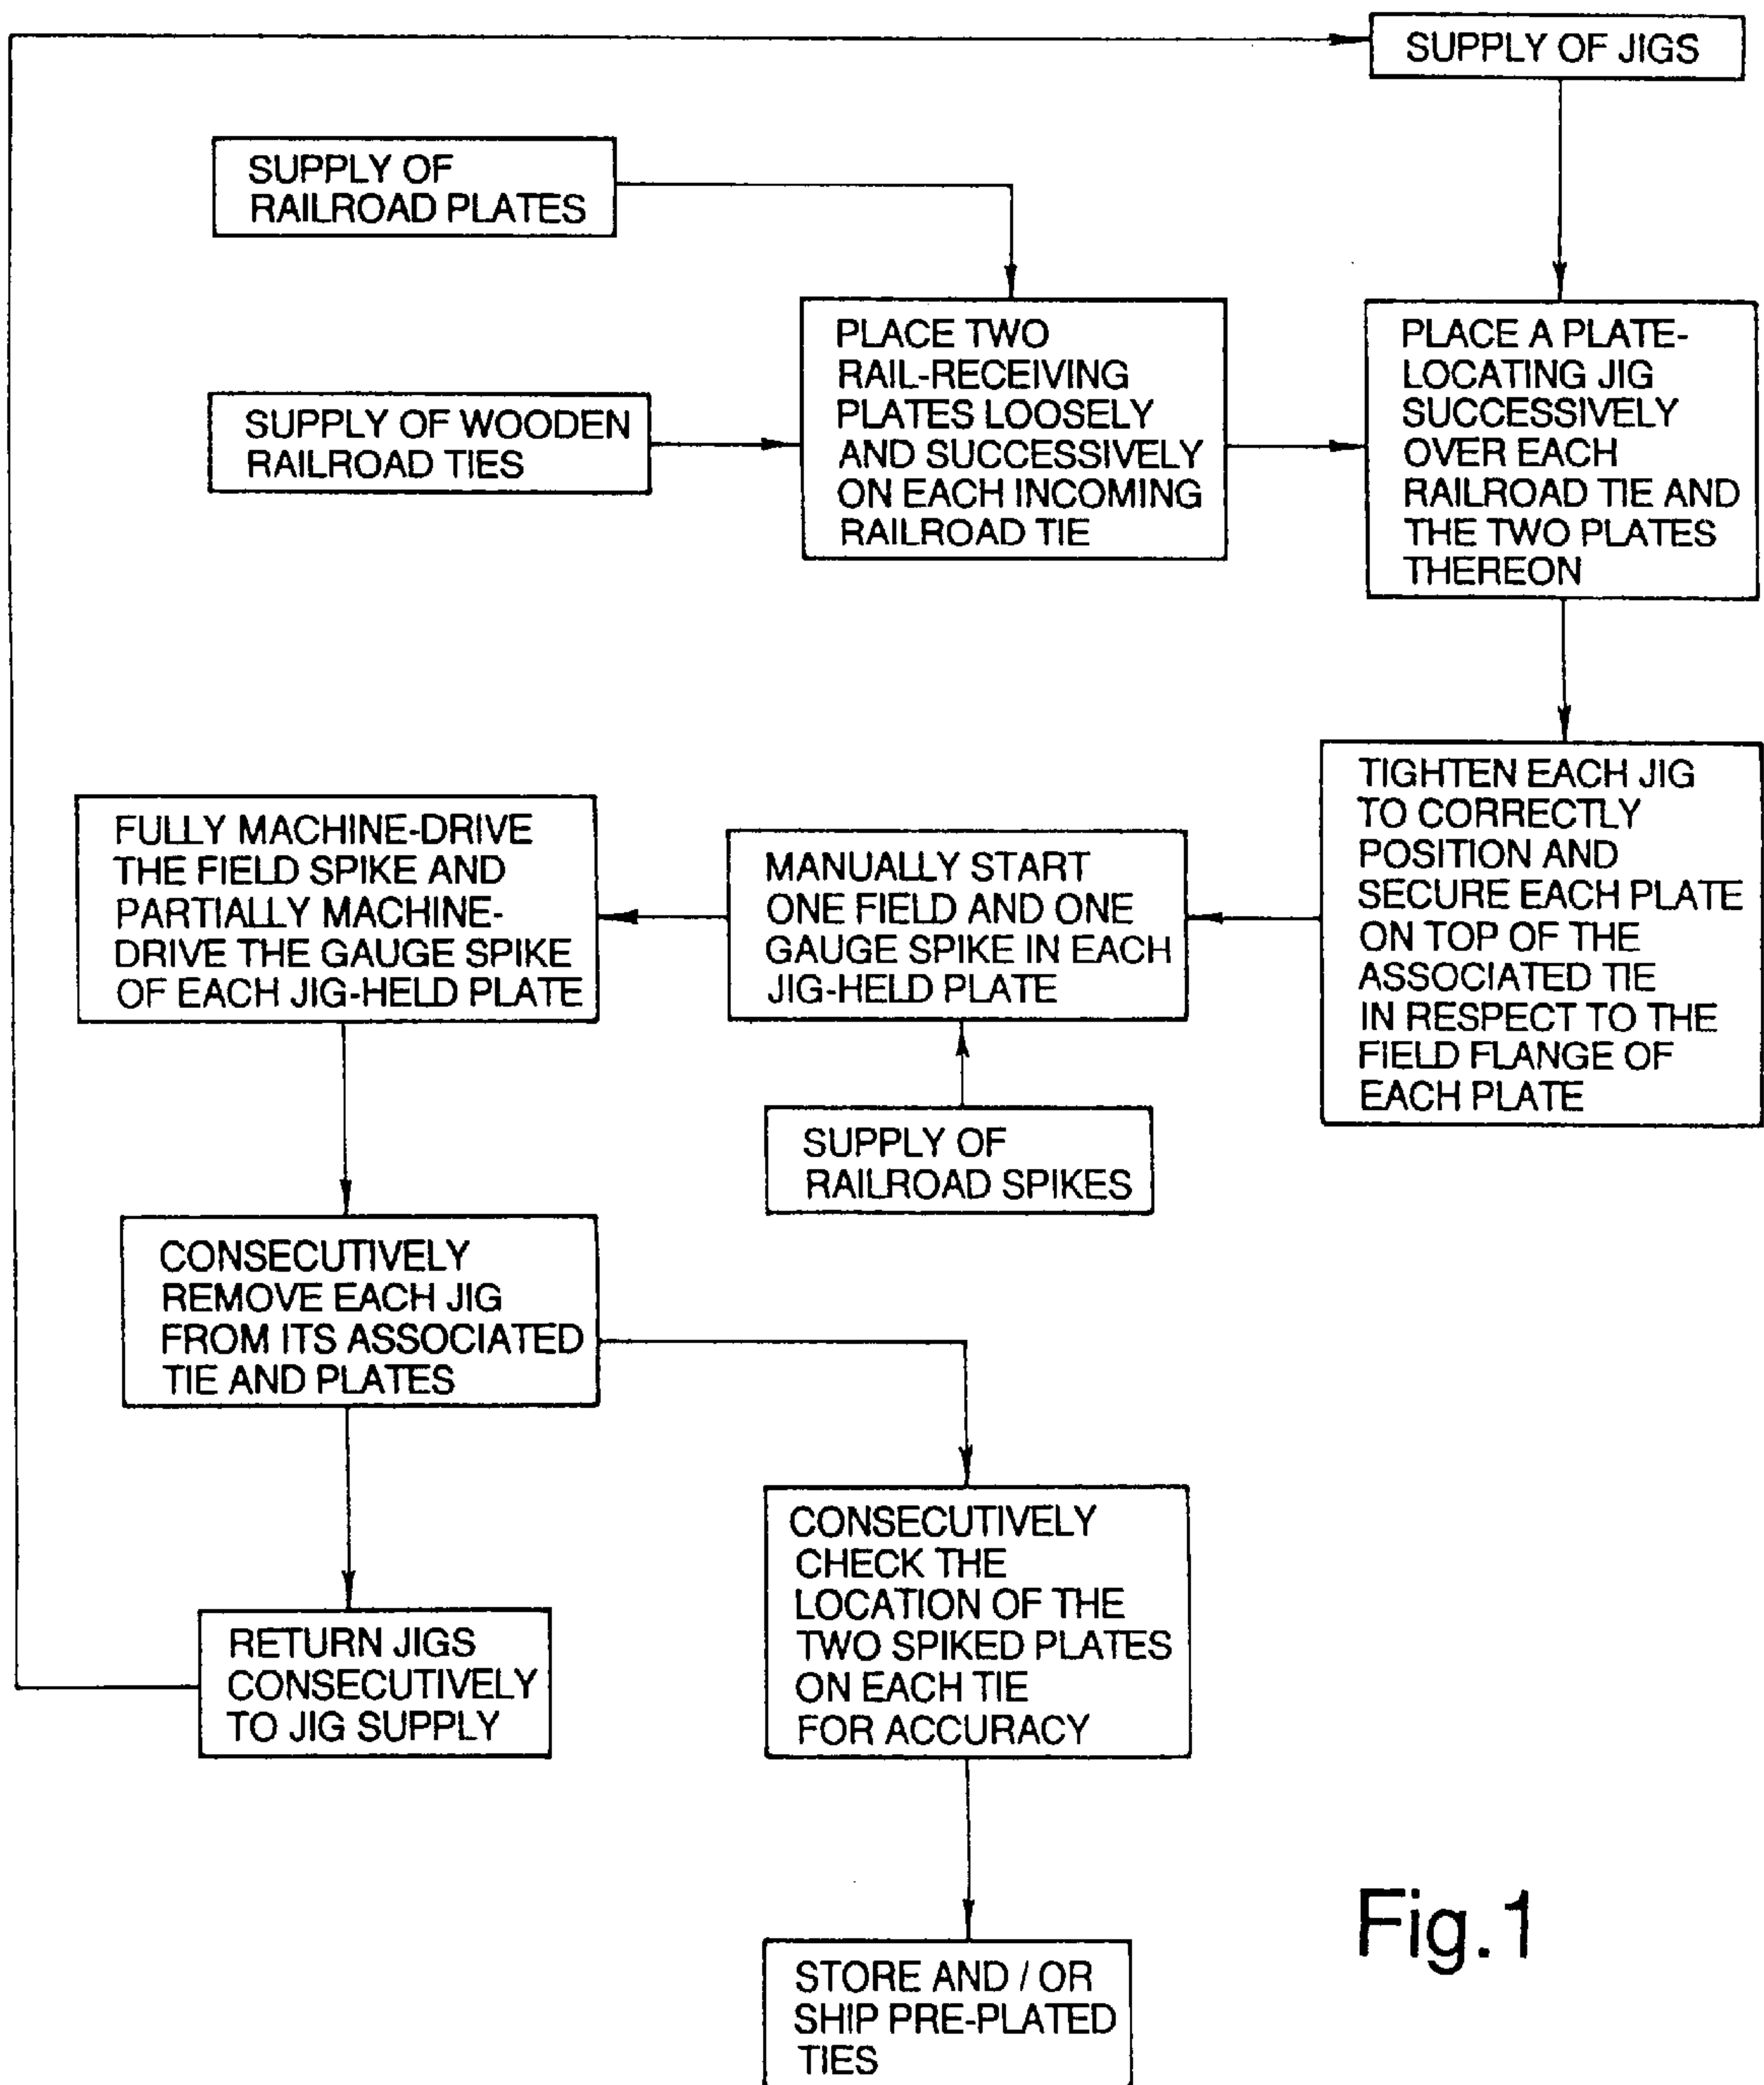 SUPPLY OF JIGS
SUPPLY OF
RAILROAD PLATES
SUPPLY OF WOODEN
RAILROAD TIES
PLACE TWO
RAIL-RECEIVING
PLATES LOOSELY
AND SUCCESSIVELY
ON EACH INCOMING
RAILROAD TIE
PLACE A PLATE-
LOCATING JIG
SUCCESSIVELY
OVER EACH
RAILROAD TIE AND
THE TWO PLATES
THEREON
TIGHTEN EACH JIG
TO CORRECTLY
POSITION AND
SECURE EACH PLATE
ON TOP OF THE
ASSOCIATED TIE
IN RESPECT TO THE
FIELD FLANGE OF
EACH PLATE
MANUALLY START
ONE FIELD AND ONE
GAUGE SPIKE IN EACH
JIG-HELD PLATE
SUPPLY OF
RAILROAD SPIKES
FULLY MACHINE-DRIVE
THE FIELD SPIKE AND
PARTIALLY MACHINE-
DRIVE THE GAUGE SPIKE
OF EACH JIG-HELD PLATE
CONSECUTIVELY
REMOVE EACH JIG
FROM ITS ASSOCIATED
TIE AND PLATES
RETURN JIGS
CONSECUTIVELY
TO JIG SUPPLY
CONSECUTIVELY
CHECK THE
LOCATION OF THE
TWO SPIKED PLATES
ON EACH TIE
FOR ACCURACY
STORE AND / OR
SHIP PRE-PLATED
TIES
Fig.1